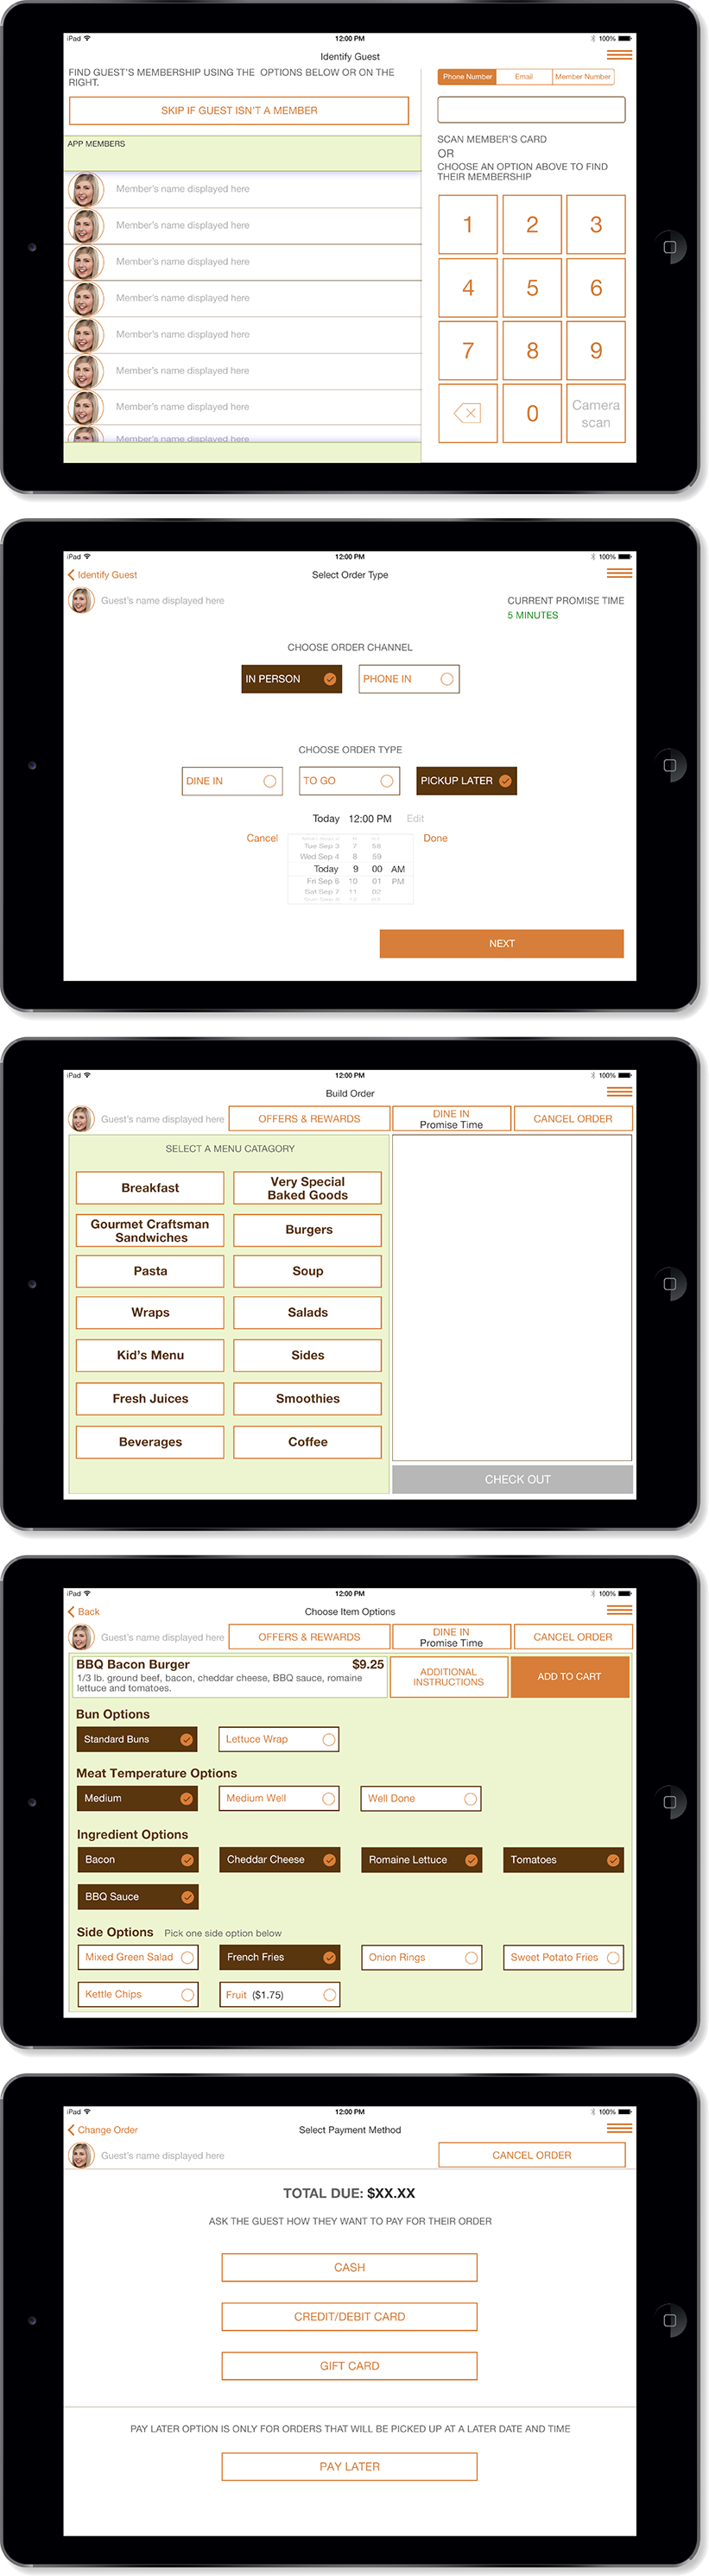 iPad 12:00 PM 100%
Identify Guest
FIND GUEST'S MEMBERSHIP USING THE OPTIONS BELOW OR ON THE
RIGHT.
SKIP IF GUEST ISN'T A MEMBER
APP MEMBERS
Member's name displayed here
Member's name displayed here
Member's name displayed here
Member's name displayed here
Member's name displayed here
Member's name displayed here
Member's name displayed here
Member's name displayed here
Phone Number Email Member Number
SCAN MEMBER'S CARD
OR
CHOOSE AN OPTION ABOVE TO FIND
THEIR MEMBERSHIP
1 2 3
4 5 6
7 8 9
0 Camera
scan
iPad 12:00 PM 100%
Identify Guest Select Order Type
Guest's name displayed here
CURRENT PROMISE TIME
5 MINUTES
CHOOSE ORDER CHANNEL
IN PERSON PHONE IN
CHOOSE ORDER TYPE
DINE IN TO GO PICKUP LATER
Today 12:00 PM Edit
Cancel Done
Tue Sep 3 7 58
Wed Sep 4 8 59
Today 9 00 AM
Fri Sep 6 10 01 PM
Sat Sep 7 11 02
NEXT
iPad 12:00 PM 100%
Build Order
Guest's name displayed here OFFERS & REWARDS DINE IN
Promise Time CANCEL ORDER
SELECT A MENU CATAGORY
Breakfast Very Special
Baked Goods
Gourmet Craftsman
Sandwiches Burgers
Pasta Soup
Wraps Salads
Kid's Menu Sides
Fresh Juices Smoothies
Beverages Coffee
CHECK OUT
iPad 12:00 PM 100%
Back Choose Item Options
Guest's name displayed here OFFERS & REWARDS DINE IN
Promise Time CANCEL ORDER
BBQ Bacon Burger $9.25
1/3 lb. ground beef, bacon, cheddar cheese, BBQ sauce, romaine
lettuce and tomatoes.
ADDITIONAL
INSTRUCTIONS
ADD TO CART
Bun Options
Standard Buns Lettuce Wrap
Meat Temperature Options
Medium Medium Well Well Done
Ingredient Options
Bacon Cheddar Cheese Romaine Lettuce Tomatoes
BBQ Sauce
Side Options Pick one side option below
Mixed Green Salad French Fries Onion Rings Sweet Potato Fries
Kettle Chips Fruit ($1.75)
iPad 12:00 PM 100%
Change Order Select Payment Method
Guest's name displayed here CANCEL ORDER
TOTAL DUE: $XX.XX
ASK THE GUEST HOW THEY WANT TO PAY FOR THEIR ORDER
CASH
CREDIT/DEBIT CARD
GIFT CARD
PAY LATER OPTION IS ONLY FOR ORDERS THAT WILL BE PICKED UP AT A LATER DATE AND TIME
PAY LATER